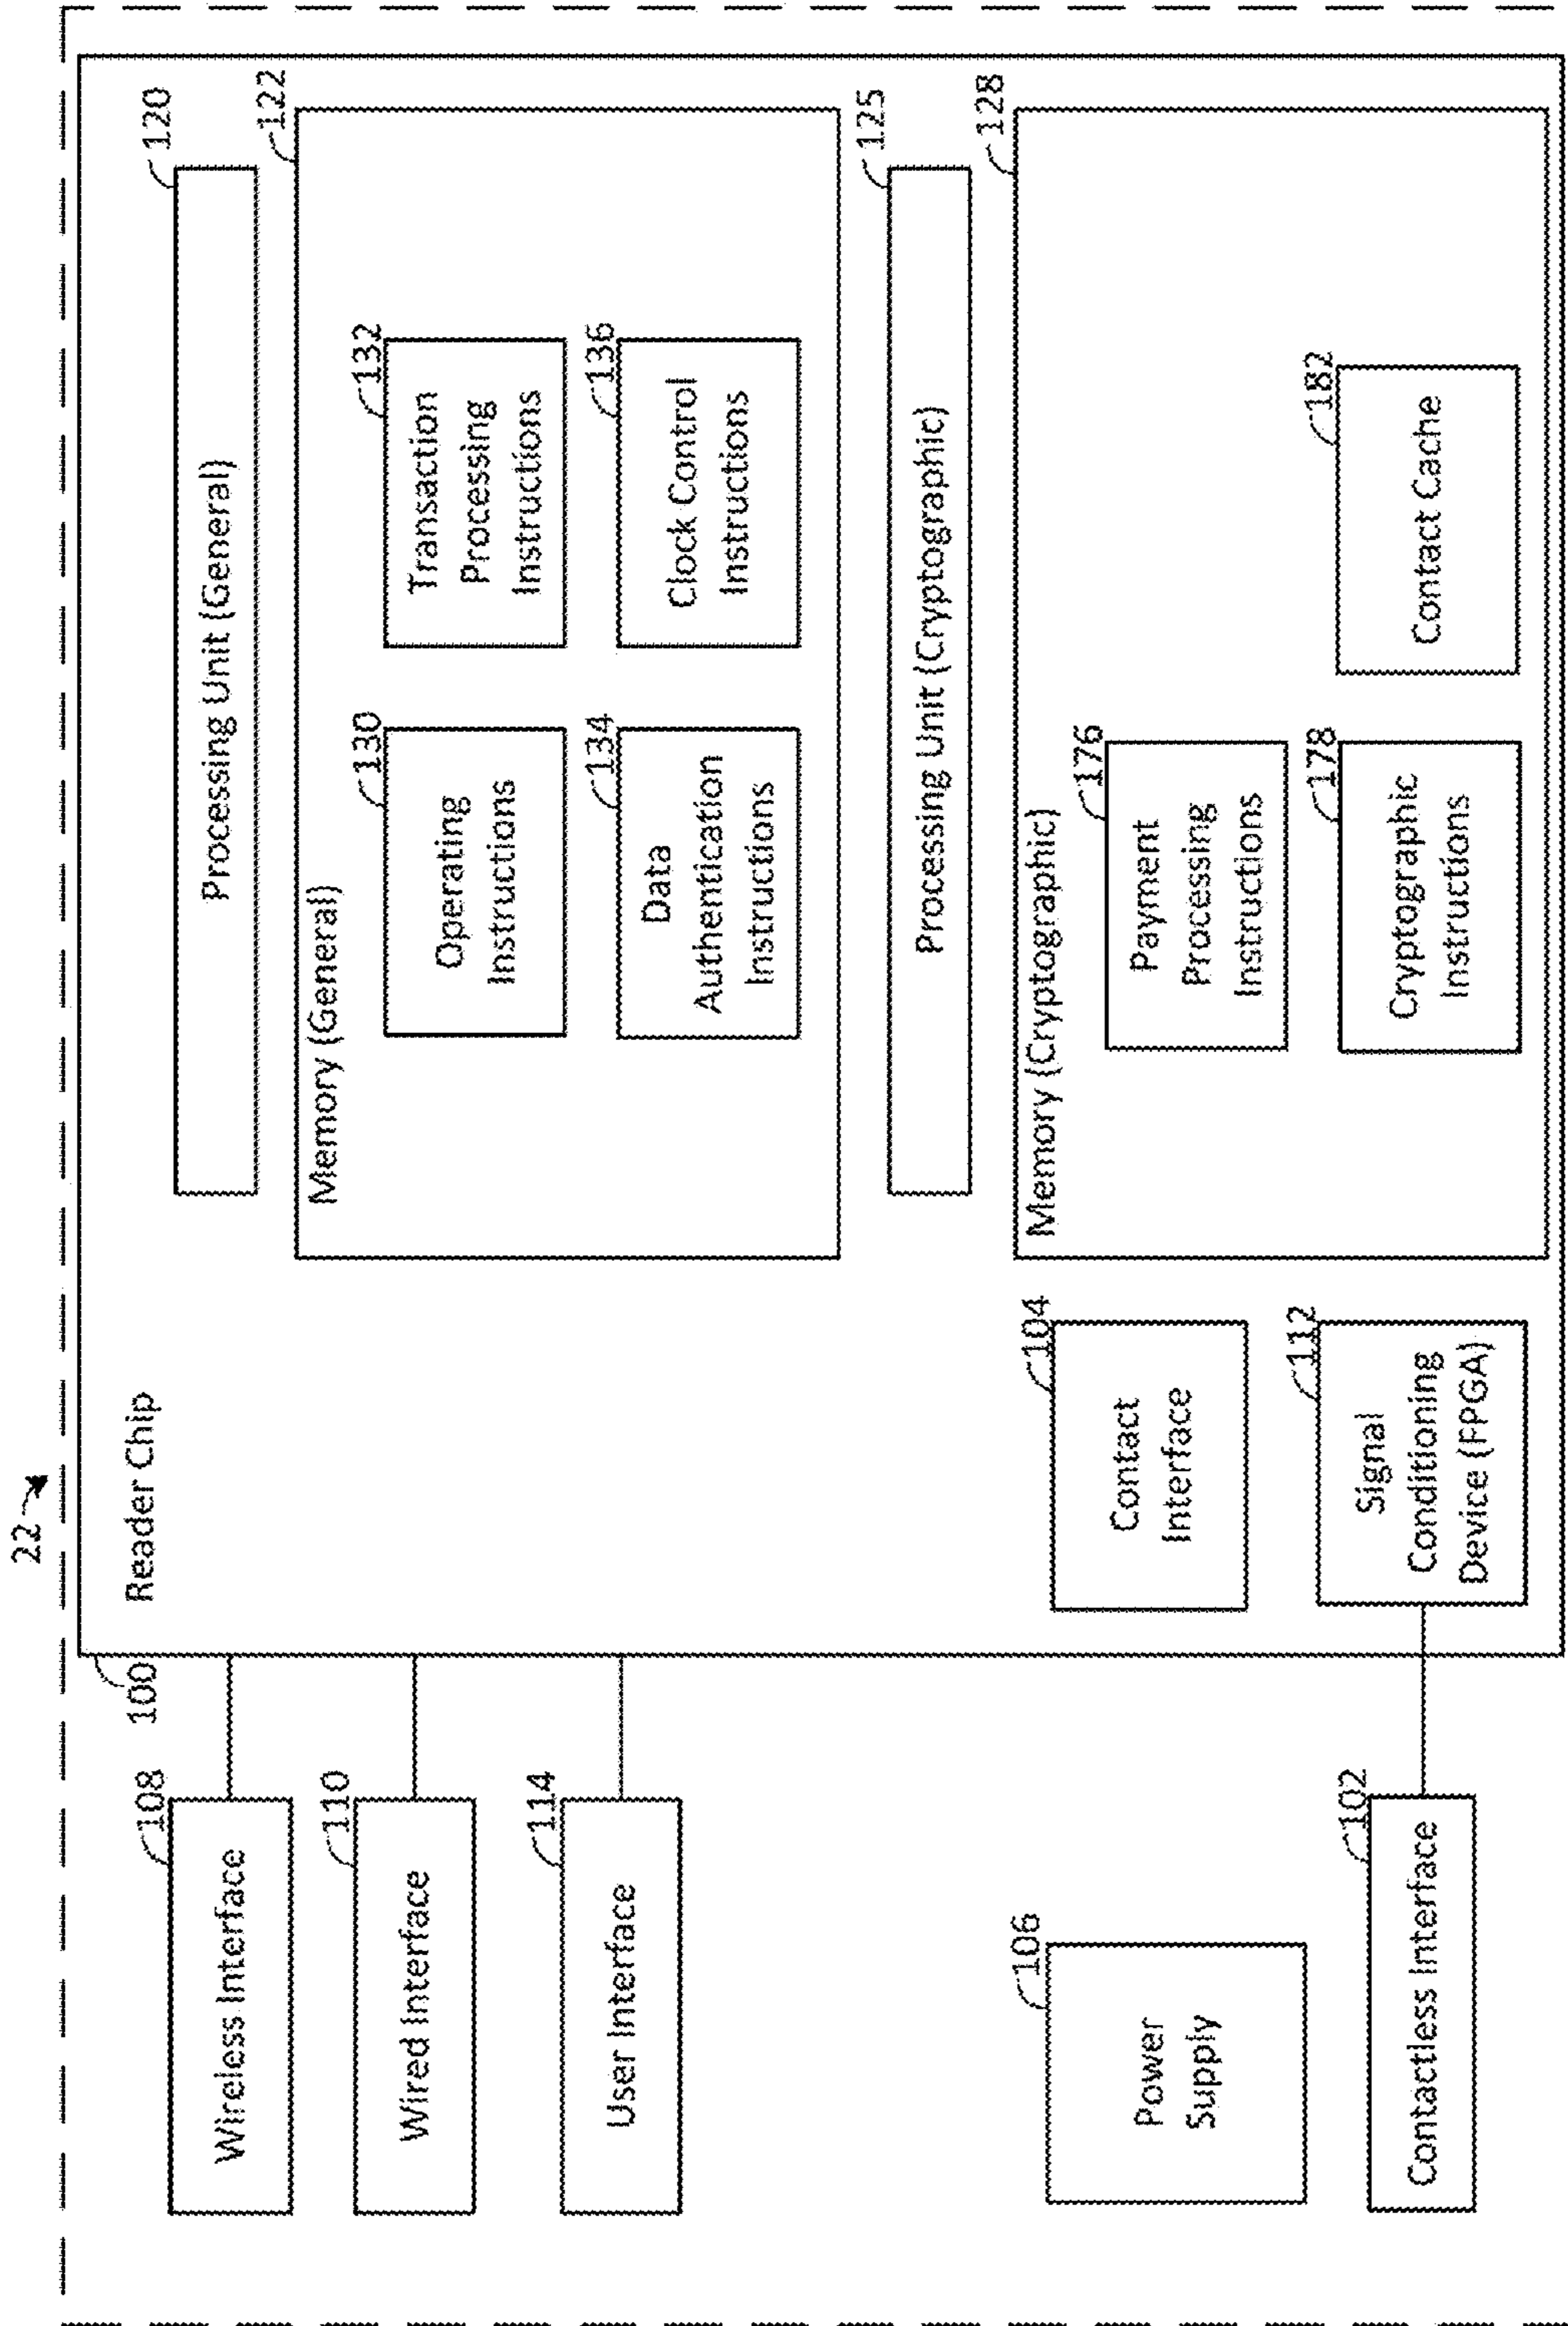 22
100
Reader Chip
108
Wireless Interface
110
Wired Interface
114
User Interface
106
Power
Supply
102
Contactless Interface
104
Contact
Interface
112
Signal
Conditioning
Device (FPGA)
120
Processing Unit (General)
122
Memory (General)
130
Operating
Instructions
132
Transaction
Processing
Instructions
134
Data
Authentication
Instructions
136
Clock Control
Instructions
125
Processing Unit (Cryptographic)
128
Memory (Cryptographic)
176
Payment
Processing
Instructions
178
Cryptographic
Instructions
182
Contact Cache